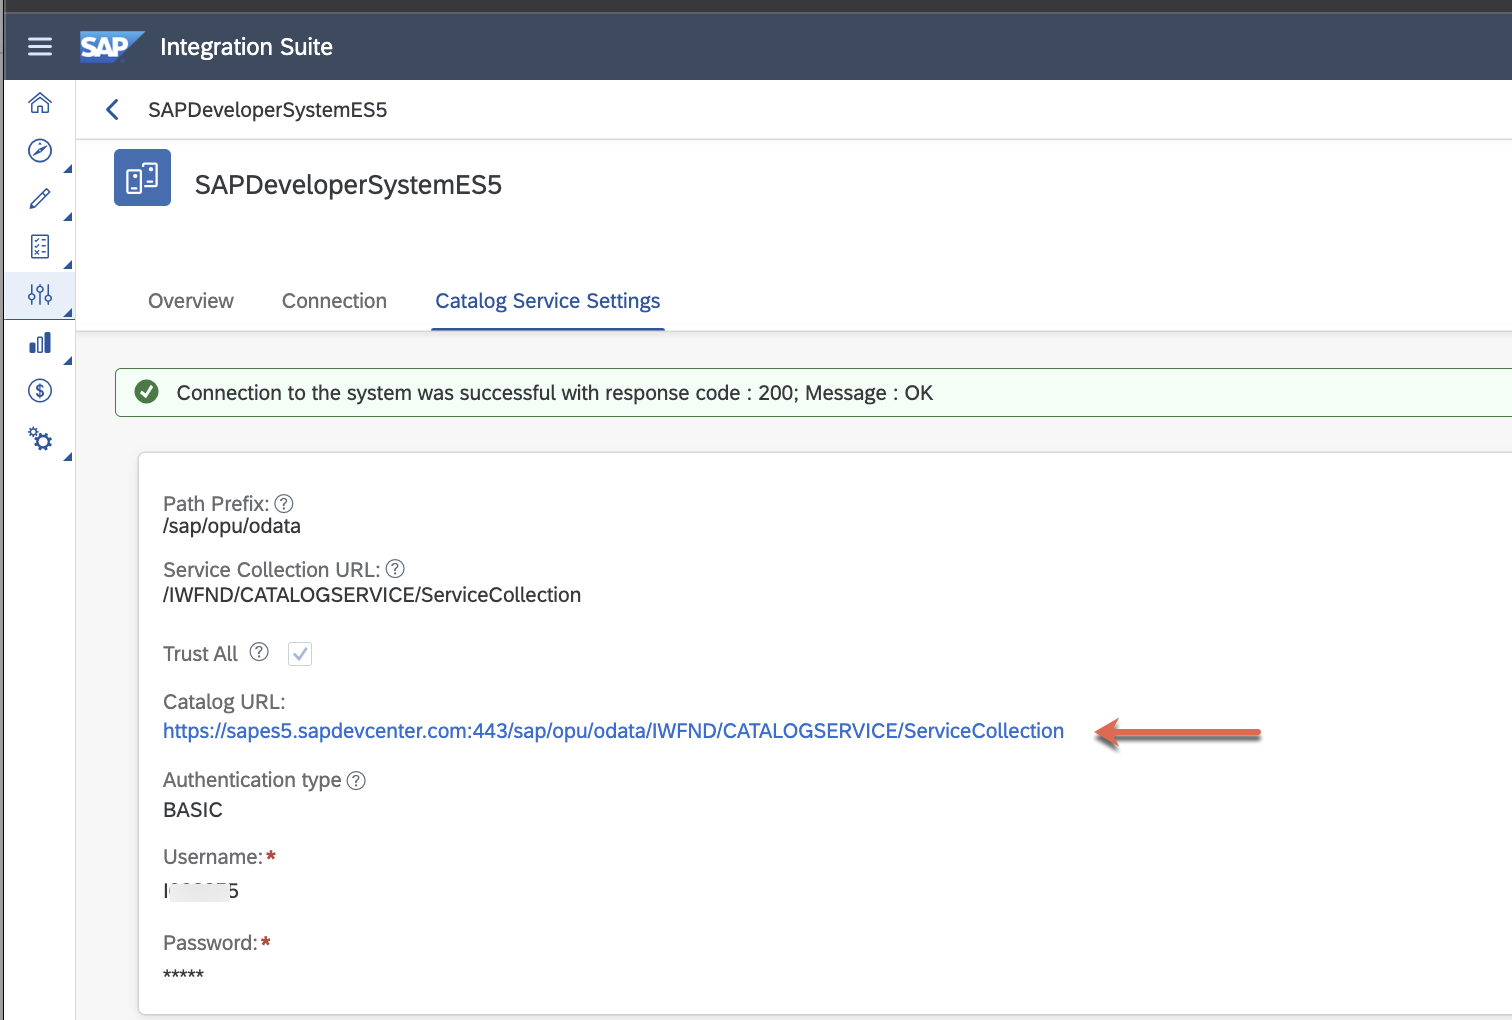 SAP Integration Suite
SAPDeveloperSystemES5
SAPDeveloperSystemES5
Overview Connection Catalog Service Settings
Connection to the system was successful with response code : 200; Message : OK
Path Prefix:
/sap/opu/odata
Service Collection URL:
/IWFND/CATALOGSERVICE/ServiceCollection
Trust All
Catalog URL:
https://sapes5.sapdevcenter.com:443/sap/opu/odata/IWFND/CATALOGSERVICE/ServiceCollection
Authentication type
BASIC
Username:*
Password:*
*****